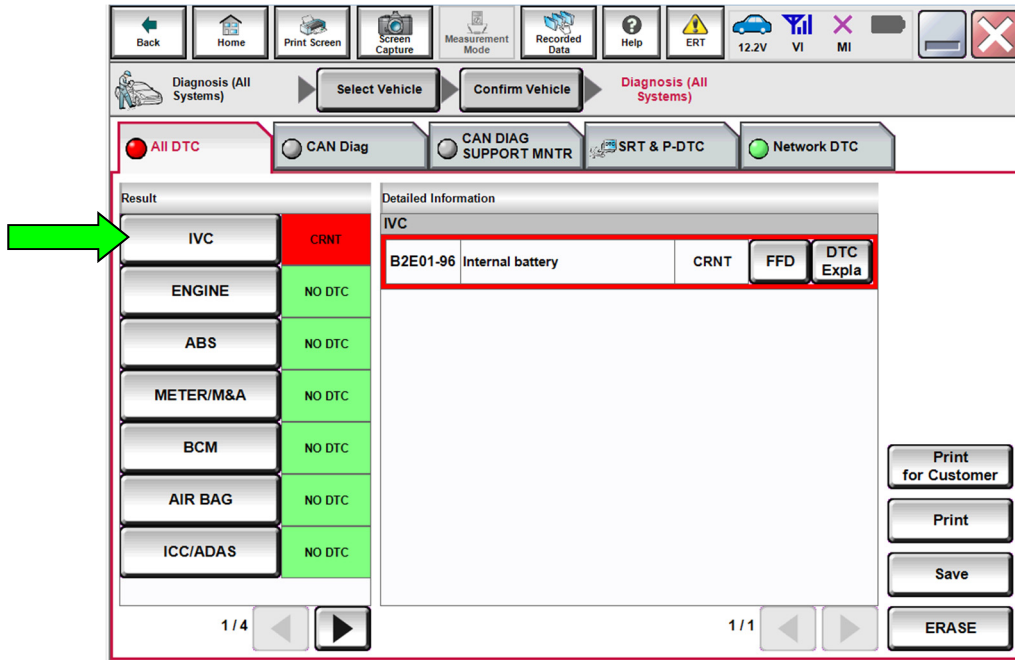 Back
Home
Print Screen
Screen
Capture
Measurement
Mode
Recorded
Data
Help
ERT
12.2V
VI
MI
Diagnosis (All
Systems)
Select Vehicle
Confirm Vehicle
Diagnosis (All
Systems)
All DTC
CAN Diag
CAN DIAG
SUPPORT MNTR
SRT & P-DTC
Network DTC
Result
IVC CRNT
ENGINE NO DTC
ABS NO DTC
METER/M&A NO DTC
BCM NO DTC
AIR BAG NO DTC
ICC/ADAS NO DTC
1 / 4
Detailed Information
IVC
B2E01-96 Internal battery CRNT FFD DTC
Expla
1 / 1
Print
for Customer
Print
Save
ERASE